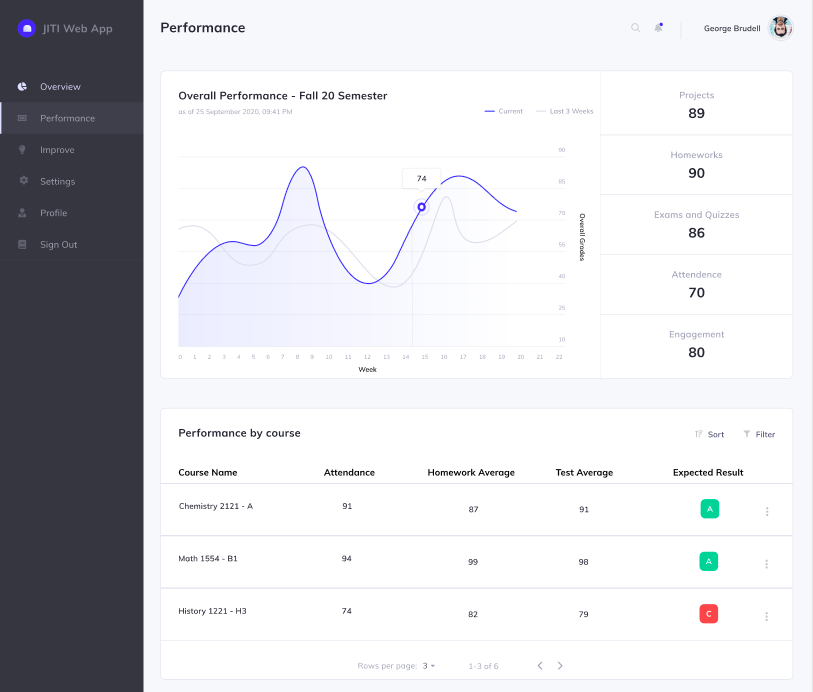 JITI Web App
Overview
Performance
Improve
Settings
Profile
Sign Out
Performance
George Brudell
Overall Performance - Fall 20 Semester
as of 25 September 2020, 09:41 PM
Current
Last 3 Weeks
90
85
70
55
40
25
10
74
Overall Grades
0 1 2 3 4 5 6 7 8 9 10 11 12 13 14 15 16 17 18 19 20 21 22
Week
Projects
89
Homeworks
90
Exams and Quizzes
86
Attendence
70
Engagement
80
Performance by course
Sort
Filter
Course Name Attendance Homework Average Test Average Expected Result
Chemistry 2121 - A 91 87 91 A
Math 1554 - B1 94 99 98 A
History 1221 - H3 74 82 79 C
Rows per page: 3 1-3 of 6